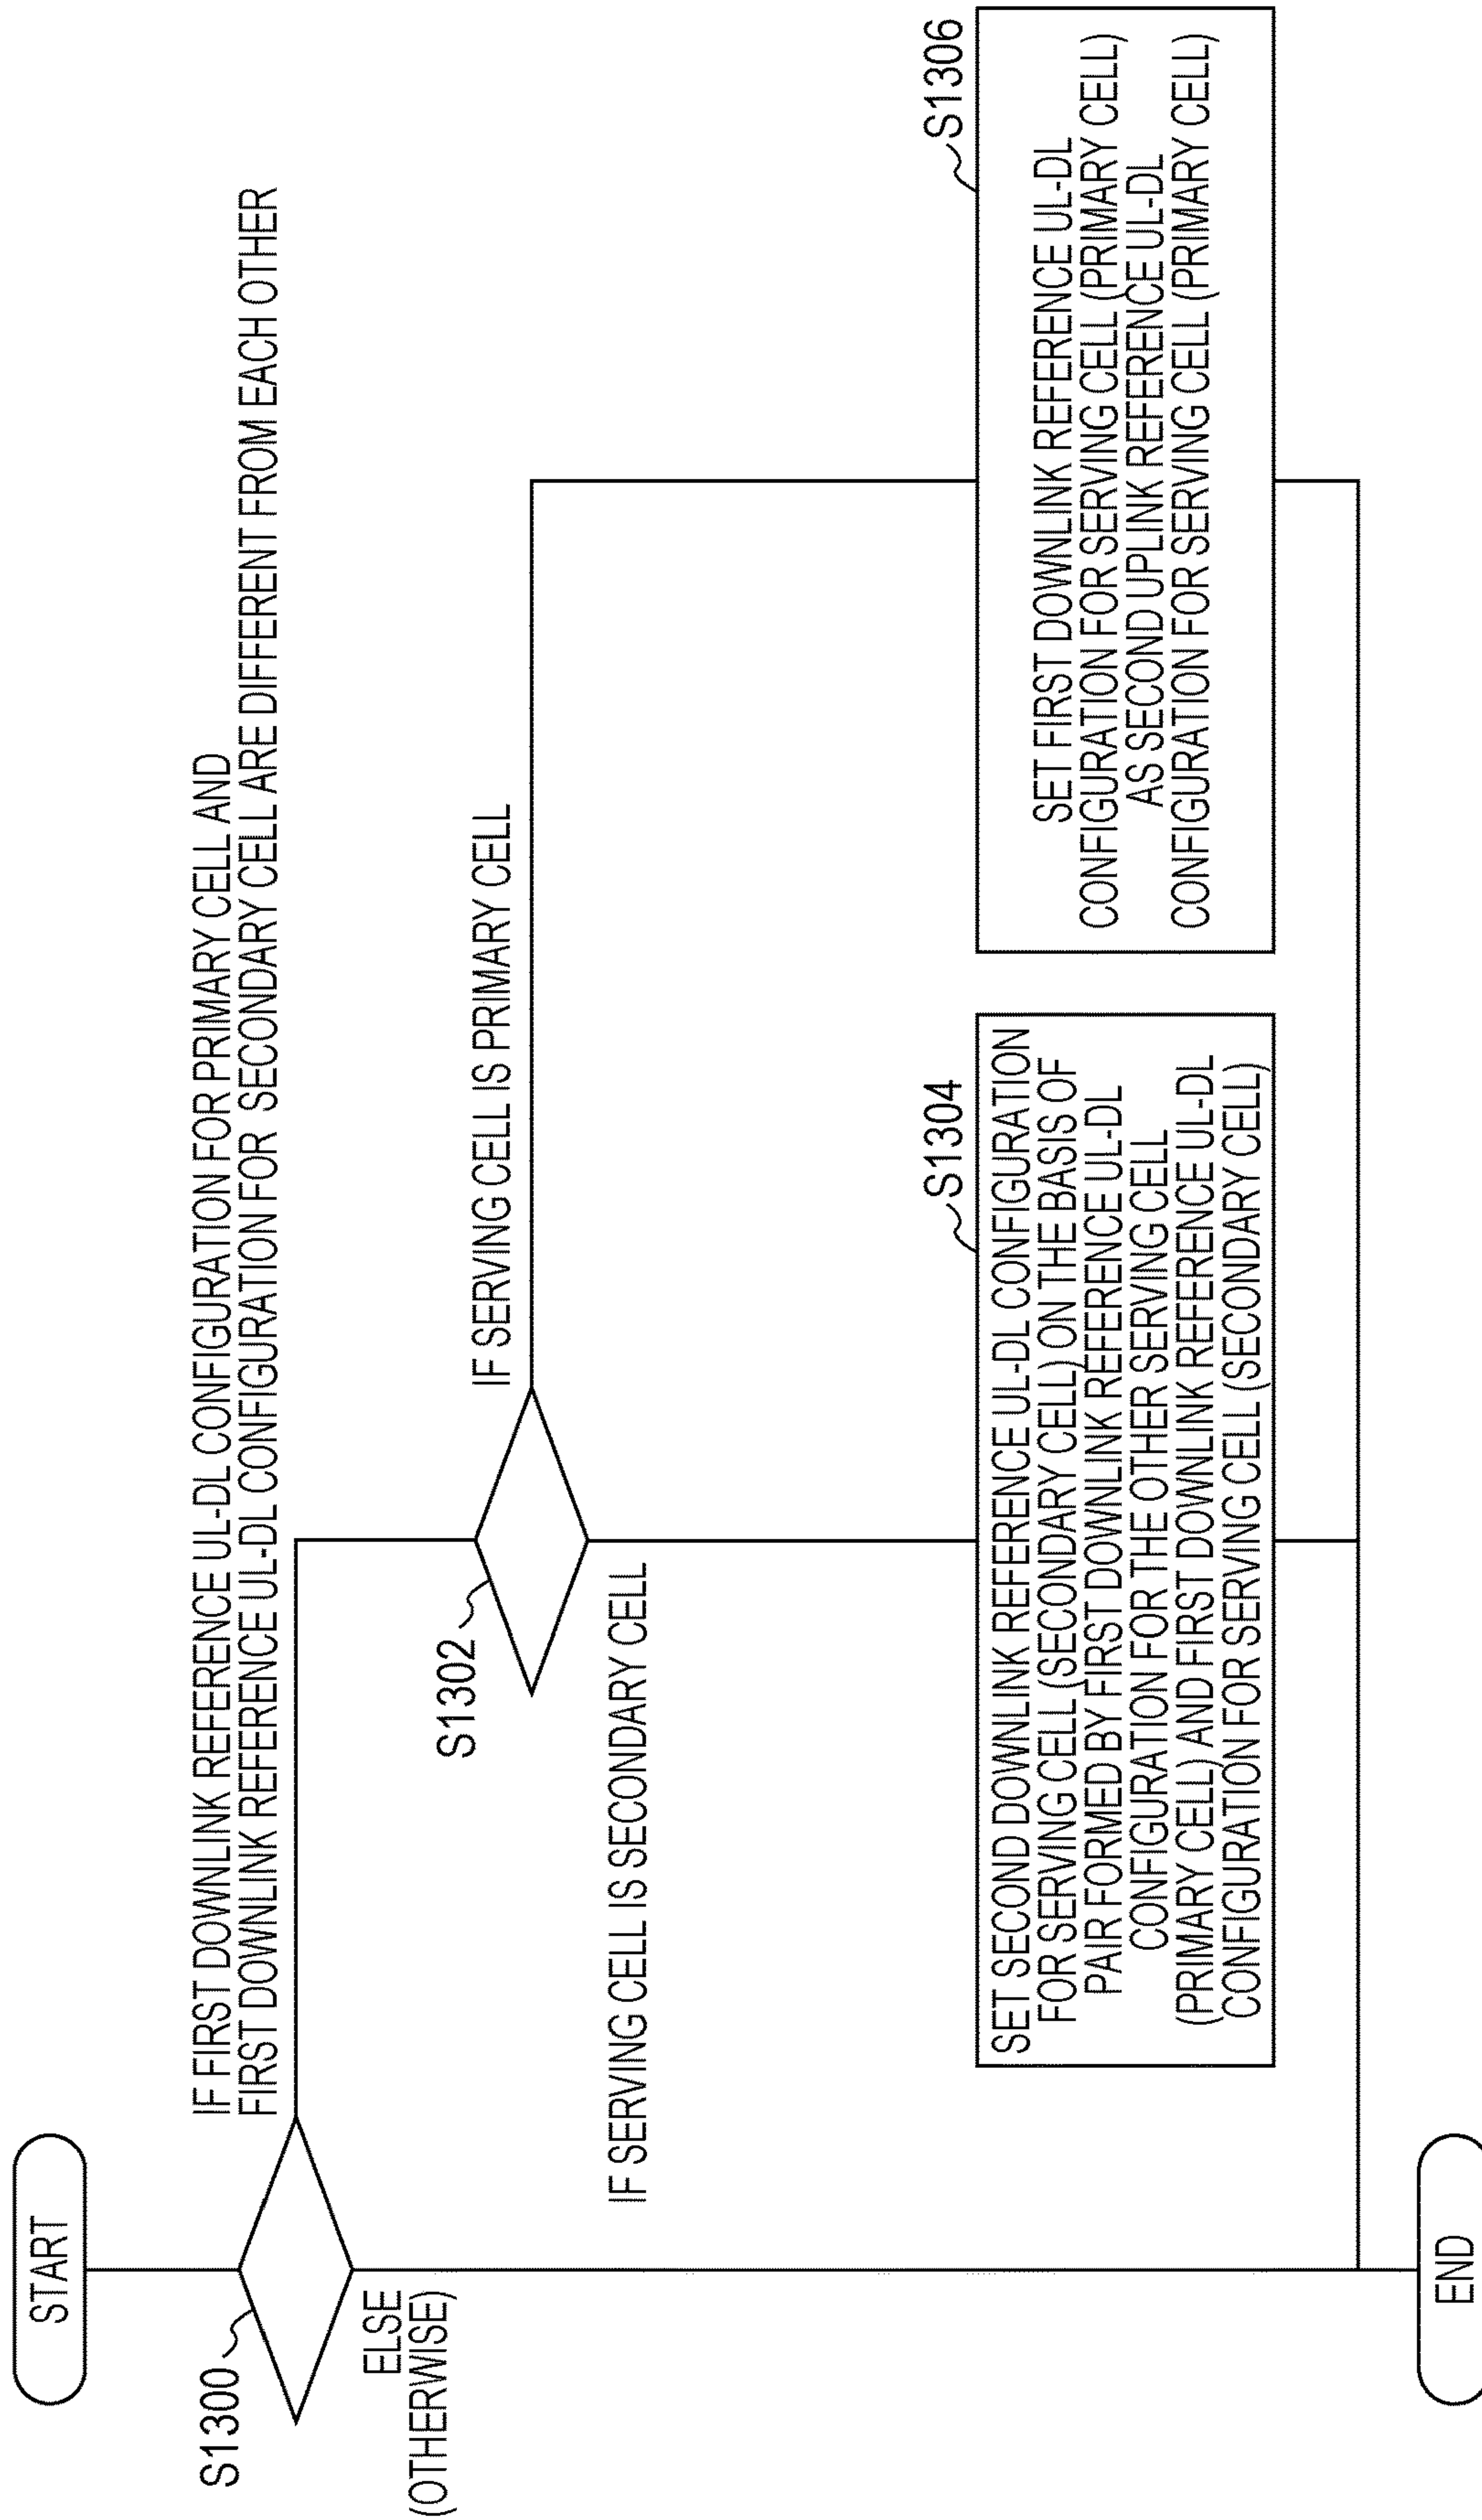 START
S1300
IF FIRST DOWNLINK REFERENCE UL-DL CONFIGURATION FOR PRIMARY CELL AND
FIRST DOWNLINK REFERENCE UL-DL CONFIGURATION FOR SECONDARY CELL ARE DIFFERENT FROM EACH OTHER
ELSE
(OTHERWISE)
S1302
IF SERVING CELL IS PRIMARY CELL
IF SERVING CELL IS SECONDARY CELL
S1304
SET SECOND DOWNLINK REFERENCE UL-DL CONFIGURATION
FOR SERVING CELL (SECONDARY CELL) ON THE BASIS OF
PAIR FORMED BY FIRST DOWNLINK REFERENCE UL-DL
CONFIGURATION FOR THE OTHER SERVING CELL
(PRIMARY CELL) AND FIRST DOWNLINK REFERENCE UL-DL
CONFIGURATION FOR SERVING CELL (SECONDARY CELL)
S1306
SET FIRST DOWNLINK REFERENCE UL-DL
CONFIGURATION FOR SERVING CELL (PRIMARY CELL)
AS SECOND UPLINK REFERENCE UL-DL
CONFIGURATION FOR SERVING CELL (PRIMARY CELL)
END